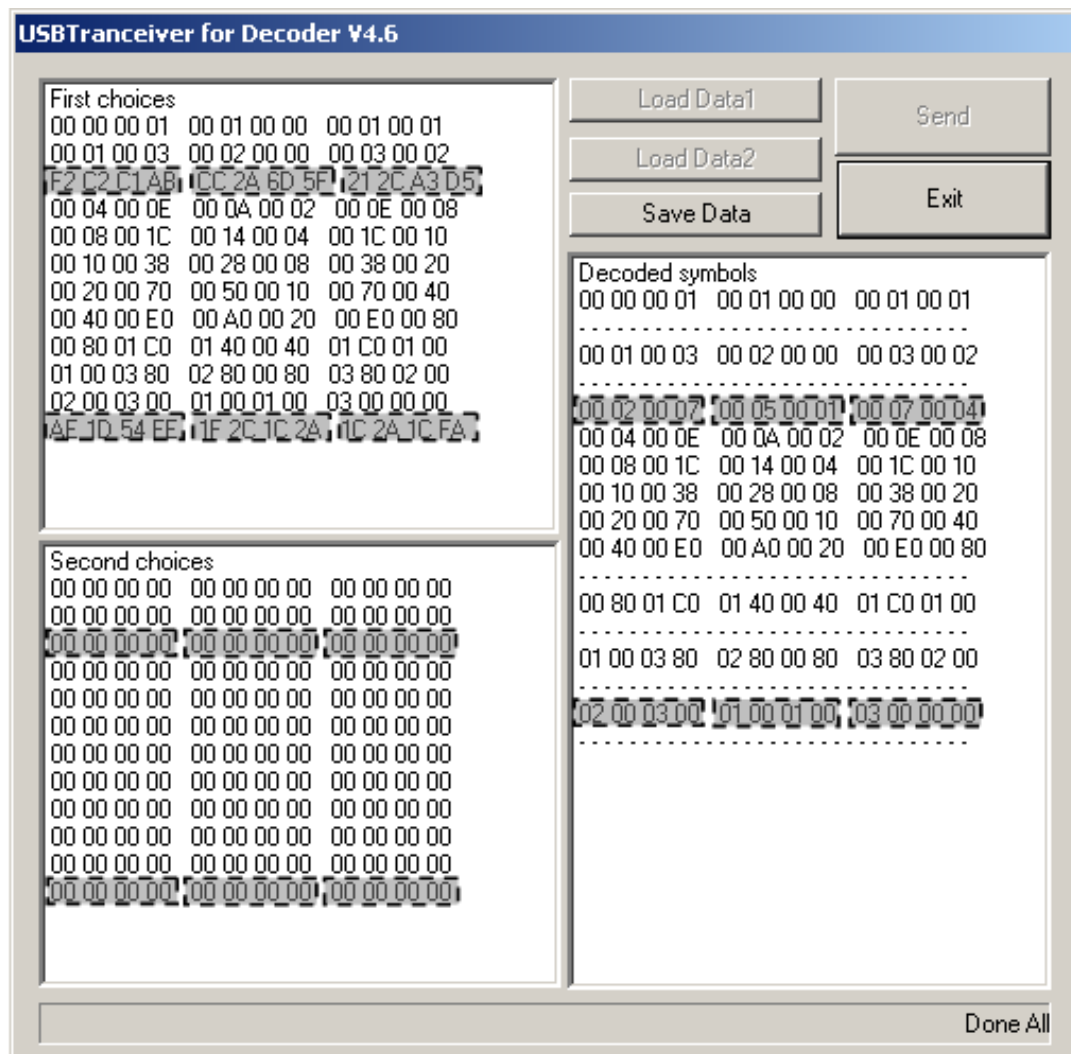 USBTranceiver for Decoder V4.6
First choices
00 00 00 01 00 01 00 00 00 01 00 01
00 01 00 03 00 02 00 00 00 03 00 02
F2 C2 C1 AB CC 2A 6D 5F 21 2C A3 D5
00 04 00 0E 00 0A 00 02 00 0E 00 08
00 08 00 1C 00 14 00 04 00 1C 00 10
00 10 00 38 00 28 00 08 00 38 00 20
00 20 00 70 00 50 00 10 00 70 00 40
00 40 00 E0 00 A0 00 20 00 E0 00 80
00 80 01 C0 01 40 00 40 01 C0 01 00
01 00 03 80 02 80 00 80 03 80 02 00
02 00 03 00 01 00 01 00 03 00 00 00
1D 54 1F 2C 1C 2A 1C 2A 1C FA
Second choices
00 00 00 00 00 00 00 00 00 00 00 00
00 00 00 00 00 00 00 00 00 00 00 00
00 00 00 00 00 00 00 00 00 00 00 00
00 00 00 00 00 00 00 00 00 00 00 00
00 00 00 00 00 00 00 00 00 00 00 00
00 00 00 00 00 00 00 00 00 00 00 00
00 00 00 00 00 00 00 00 00 00 00 00
00 00 00 00 00 00 00 00 00 00 00 00
00 00 00 00 00 00 00 00 00 00 00 00
00 00 00 00 00 00 00 00 00 00 00 00
00 00 00 00 00 00 00 00 00 00 00 00
00 00 00 00 00 00 00 00 00 00 00 00
Load Data1
Load Data2
Save Data
Send
Exit
Decoded symbols
00 00 00 01 00 01 00 00 00 01 00 01
- - - - - - - - - - - - - - - - - - - - - - - - - - - - - -
00 01 00 03 00 02 00 00 00 03 00 02
- - - - - - - - - - - - - - - - - - - - - - - - - - - - - -
00 02 00 07 00 05 00 01 00 07 00 04
00 04 00 0E 00 0A 00 02 00 0E 00 08
00 08 00 1C 00 14 00 04 00 1C 00 10
00 10 00 38 00 28 00 08 00 38 00 20
00 20 00 70 00 50 00 10 00 70 00 40
00 40 00 E0 00 A0 00 20 00 E0 00 80
- - - - - - - - - - - - - - - - - - - - - - - - - - - - - -
00 80 01 C0 01 40 00 40 01 C0 01 00
- - - - - - - - - - - - - - - - - - - - - - - - - - - - - -
01 00 03 80 02 80 00 80 03 80 02 00
- - - - - - - - - - - - - - - - - - - - - - - - - - - - - -
02 00 03 00 01 00 01 00 03 00 00 00
- - - - - - - - - - - - - - - - - - - - - - - - - - - - - -
Done All